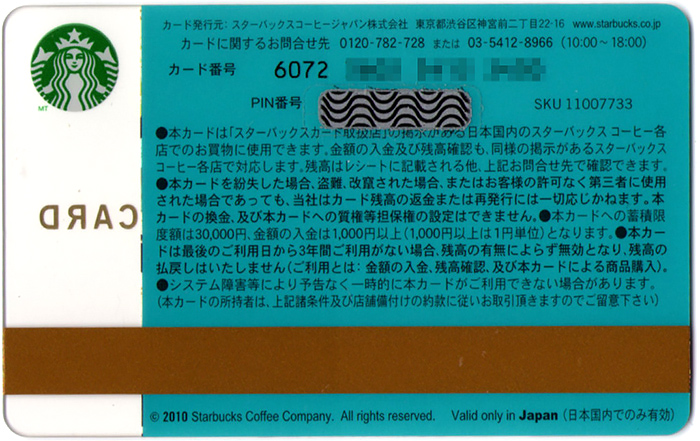 カード発行元：スターバックスコーヒージャパン株式会社 東京都渋谷区神宮前二丁目22-16 www.starbucks.co.jp
カードに関するお問合せ先 0120-782-728 または 03-5412-8966 (10:00~18:00)
カード番号 6072
PIN番号 SKU 11007733
MT
●本カードは「スターバックスカード取扱店」の掲示がある日本国内のスターバックス コーヒー各
店でのお買物に使用できます。金額の入金及び残高確認も、同様の掲示があるスターバックス
コーヒー各店で対応します。残高はレシートに記載される他、上記お問合せ先で確認できます。
●本カードを紛失した場合、盗難、改竄された場合、またはお客様の許可なく第三者に使用
された場合であっても、当社はカード残高の返金または再発行には一切応じかねます。本
カードの換金、及び本カードへの質権等担保権の設定はできません。●本カードへの蓄積限
度額は30,000円、金額の入金は1,000円以上(1,000円以上は1円単位)となります。●本カー
ドは最後のご利用日から3年間ご利用がない場合、残高の有無によらず無効となり、残高の
払戻しはいたしません(ご利用とは：金額の入金、残高確認、及び本カードによる商品購入)。
●システム障害等により予告なく一時的に本カードがご利用できない場合があります。
(本カードの所持者は、上記諸条件及び店舗備付けの約款に従いお取引頂きますのでご留意下さい)
CARD
© 2010 Starbucks Coffee Company. All rights reserved. Valid only in Japan (日本国内でのみ有効)